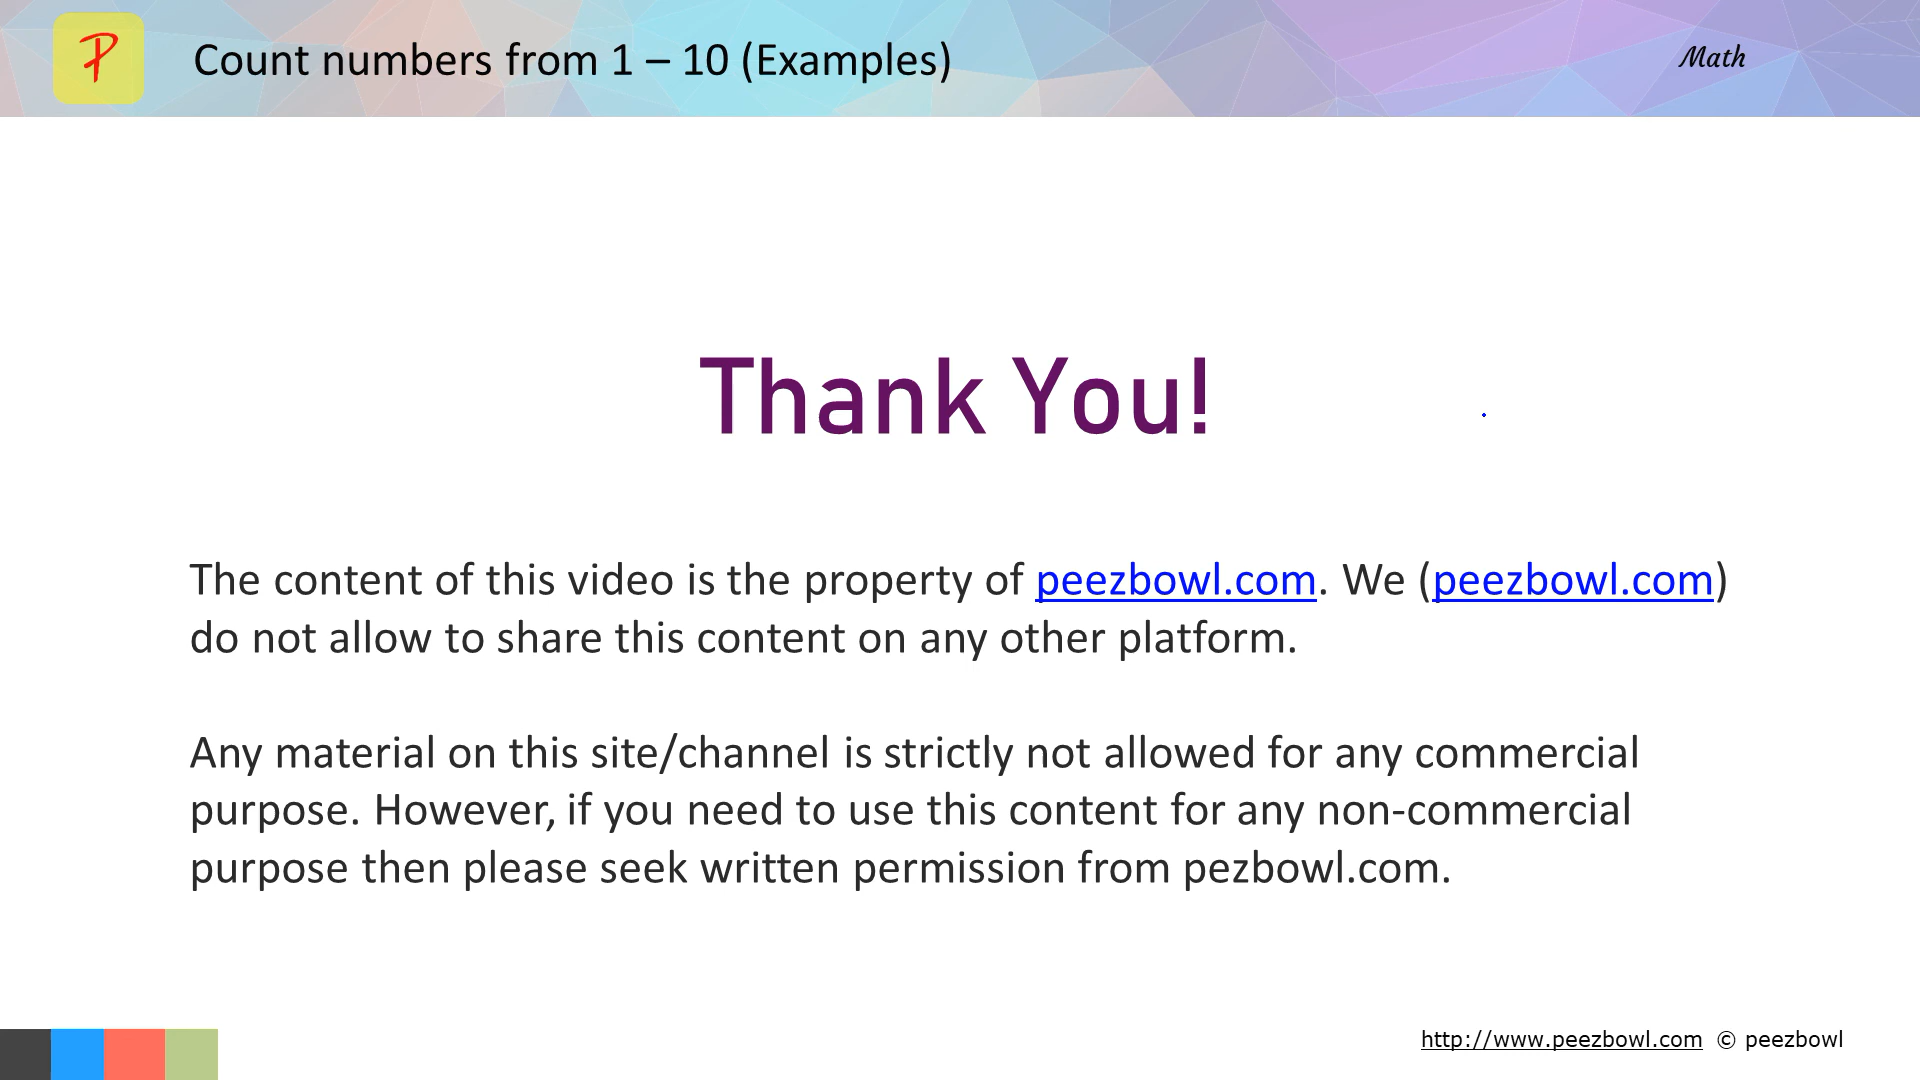 P
Count numbers from 1 – 10 (Examples)
Math
Thank You!
The content of this video is the property of peezbowl.com. We (peezbowl.com)
do not allow to share this content on any other platform.
Any material on this site/channel is strictly not allowed for any commercial
purpose. However, if you need to use this content for any non-commercial
purpose then please seek written permission from pezbowl.com.
http://www.peezbowl.com © peezbowl